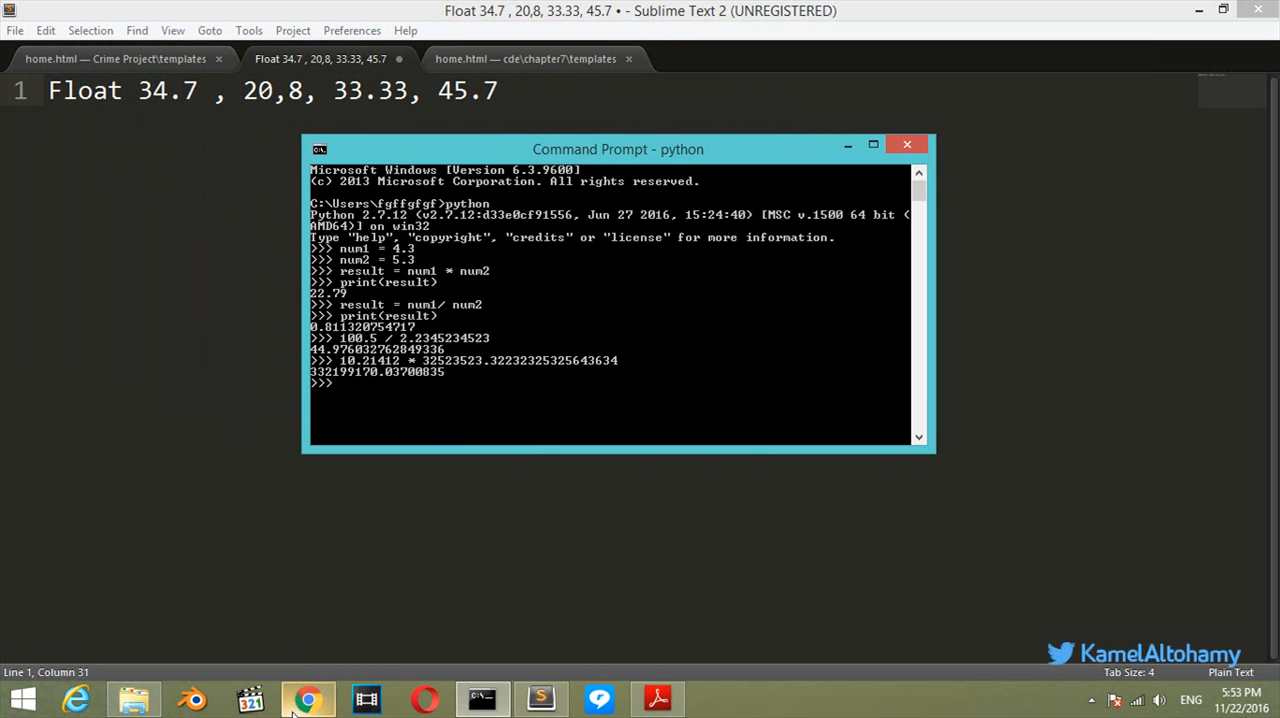 Float 34.7 , 20,8, 33.33, 45.7 • - Sublime Text 2 (UNREGISTERED)
File Edit Selection Find View Goto Tools Project Preferences Help
home.html — Crime Project\templates × Float 34.7 , 20,8, 33.33, 45.7 home.html — cde\chapter7\templates ×
1 Float 34.7 , 20,8, 33.33, 45.7
Command Prompt - python
Microsoft Windows [Version 6.3.9600]
(c) 2013 Microsoft Corporation. All rights reserved.
C:\Users\fgffgfgf>python
Python 2.7.12 (v2.7.12:d33e0cf91556, Jun 27 2016, 15:24:40) [MSC v.1500 64 bit (
AMD64)] on win32
Type "help", "copyright", "credits" or "license" for more information.
>>> num1 = 4.3
>>> num2 = 5.3
>>> result = num1 * num2
>>> print(result)
22.79
>>> result = num1/ num2
>>> print(result)
0.811320754717
>>> 100.5 / 2.2345234523
44.976032762849336
>>> 10.21412 * 32523523.32232325325643634
332199170.03700835
>>>
KamelAltohamy
Line 1, Column 31 Tab Size: 4 Plain Text
321
ENG
5:53 PM
11/22/2016